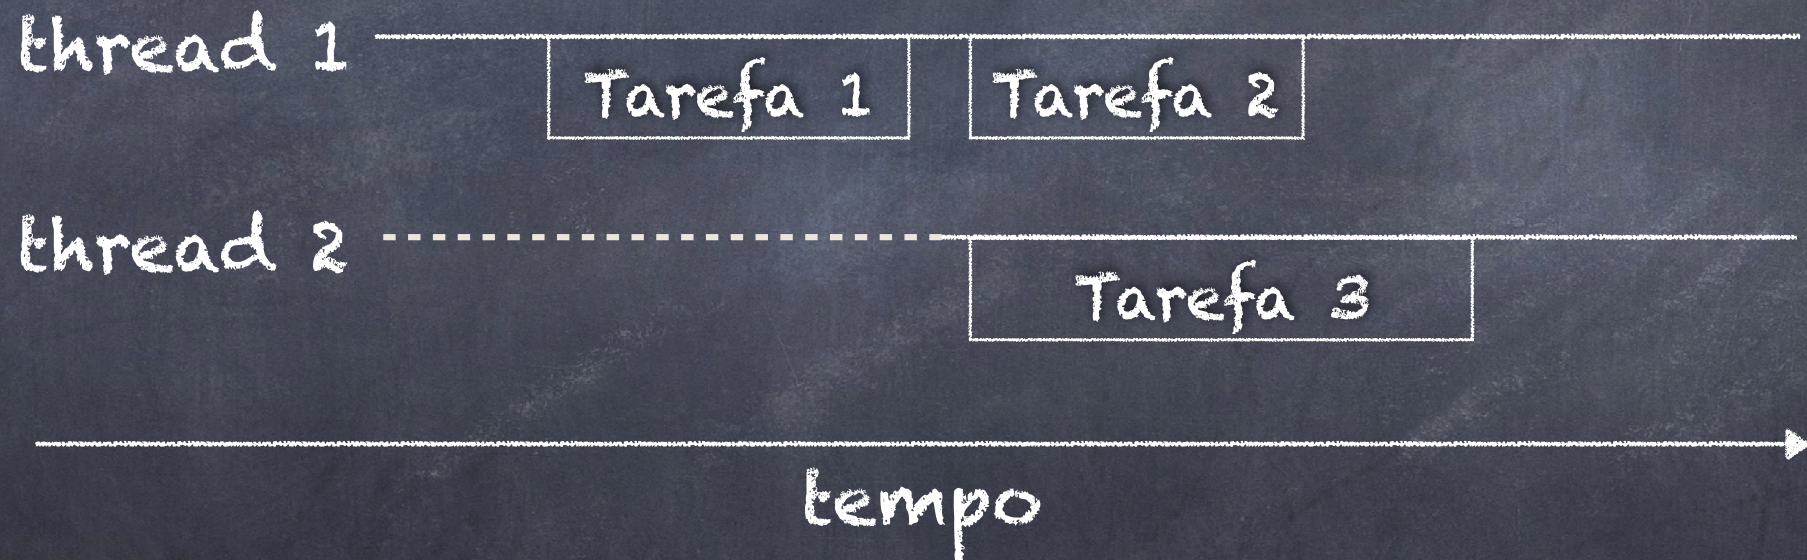 thread 1
Tarefa 1
Tarefa 2
thread 2
Tarefa 3
tempo